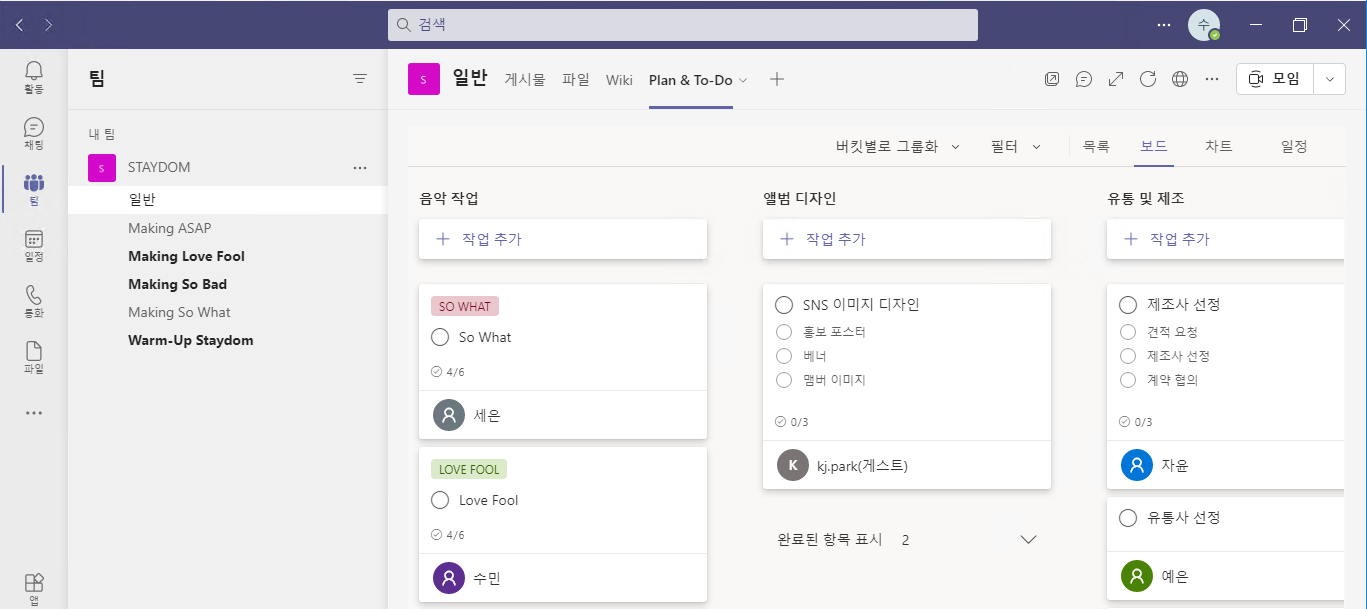 검색
수
활동
채팅
팀
일정
통화
파일
앱
팀
내 팀
S
STAYDOM
일반
Making ASAP
Making Love Fool
Making So Bad
Making So What
Warm-Up Staydom
S
일반 게시물 파일 Wiki Plan & To-Do
모임
버킷별로 그룹화 필터 목록 보드 차트 일정
음악 작업
작업 추가
SO WHAT
So What
4/6
세은
LOVE FOOL
Love Fool
4/6
수민
앨범 디자인
작업 추가
SNS 이미지 디자인
홍보 포스터
베너
맴버 이미지
0/3
K kj.park(게스트)
완료된 항목 표시 2
유통 및 제조
작업 추가
제조사 선정
견적 요청
제조사 선정
계약 협의
0/3
자윤
유통사 선정
예은